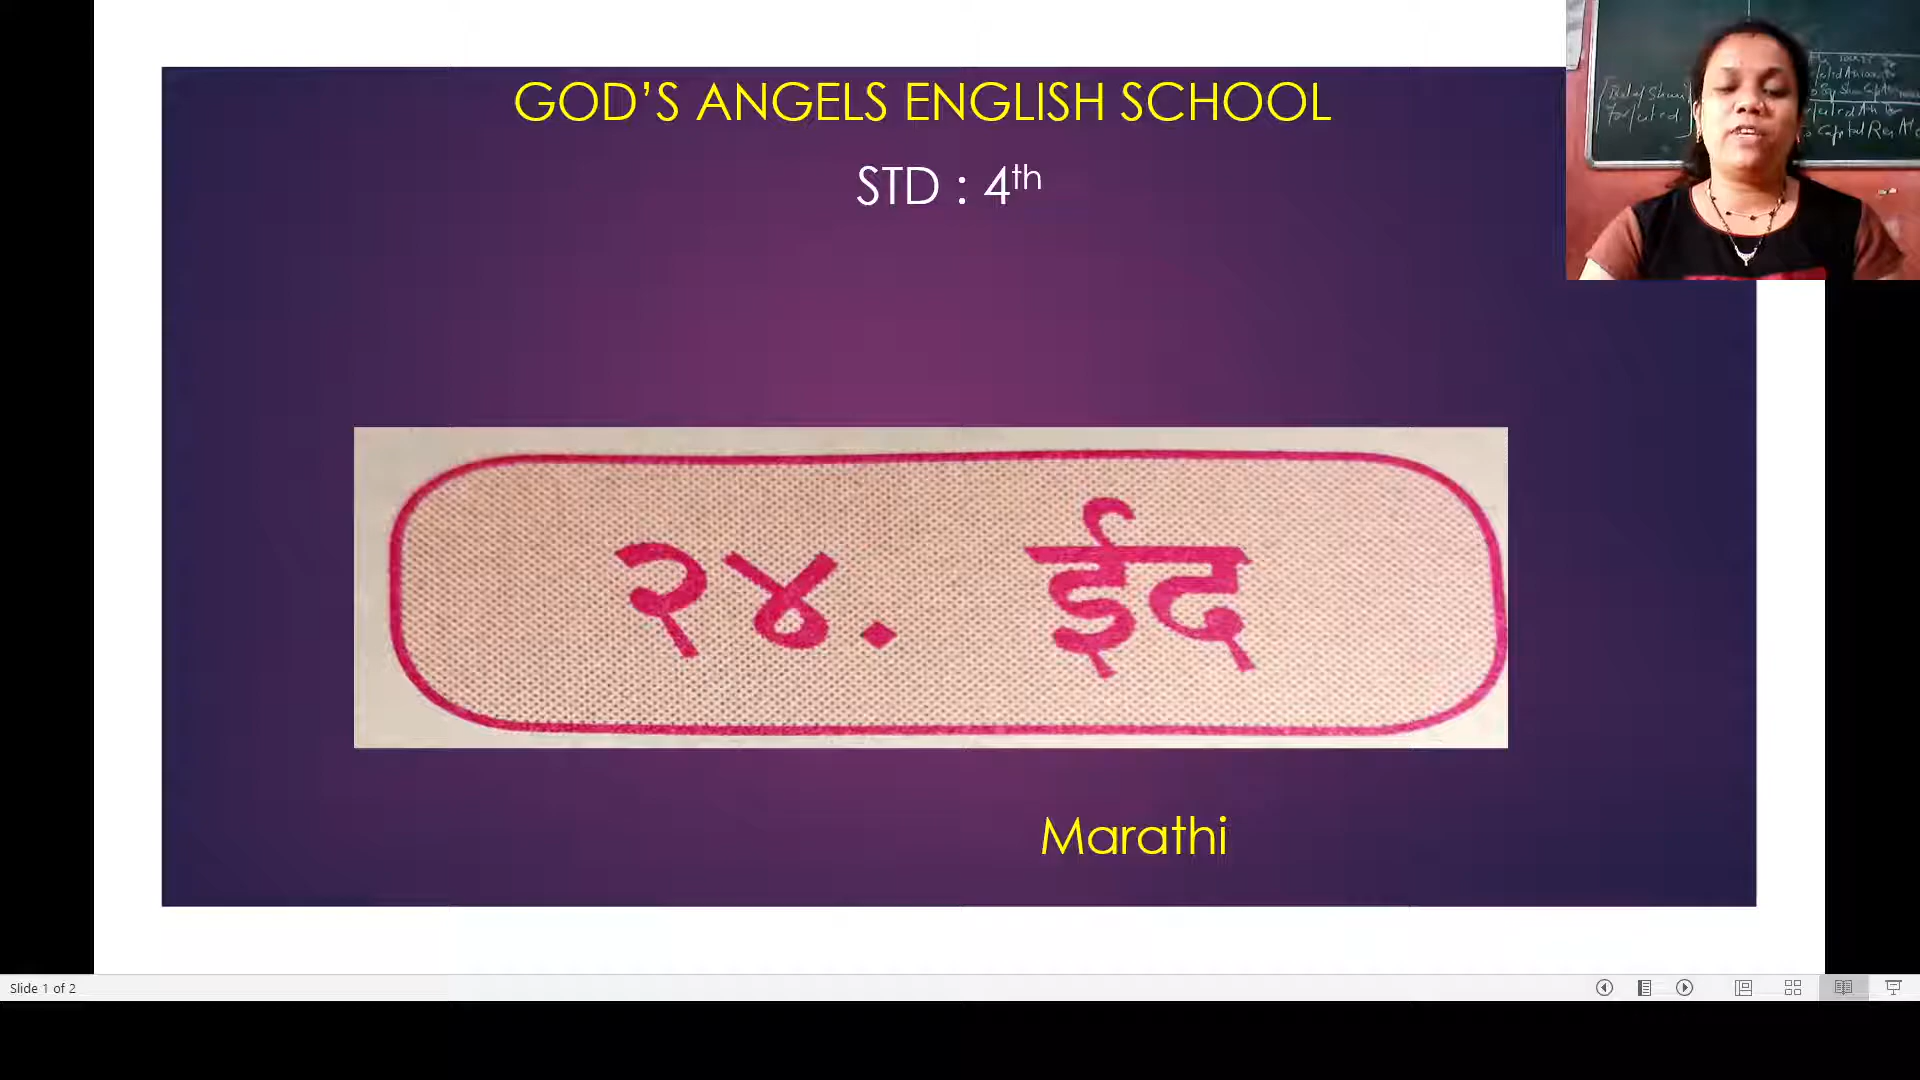 GOD'S ANGELS ENGLISH SCHOOL
STD : 4th
२४. ईद
Marathi
Slide 1 of 2